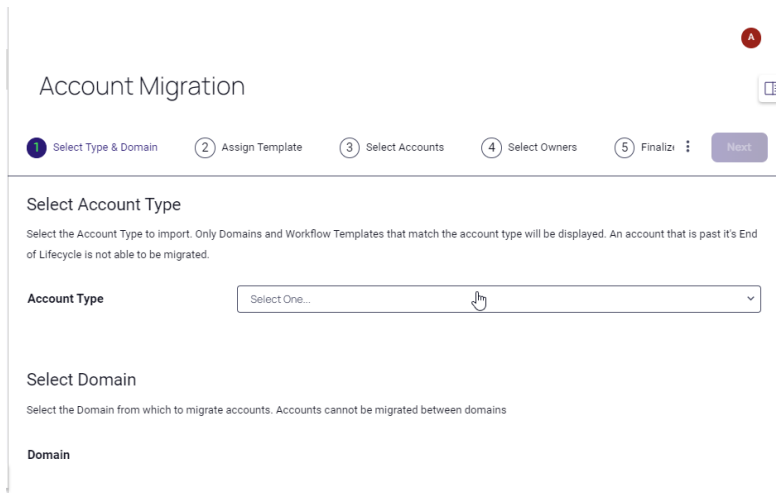 A
Account Migration
1 Select Type & Domain 2 Assign Template 3 Select Accounts 4 Select Owners 5 Finaliz Next
Select Account Type
Select the Account Type to import. Only Domains and Workflow Templates that match the account type will be displayed. An account that is past it's End
of Lifecycle is not able to be migrated.
Account Type Select One...
Select Domain
Select the Domain from which to migrate accounts. Accounts cannot be migrated between domains
Domain